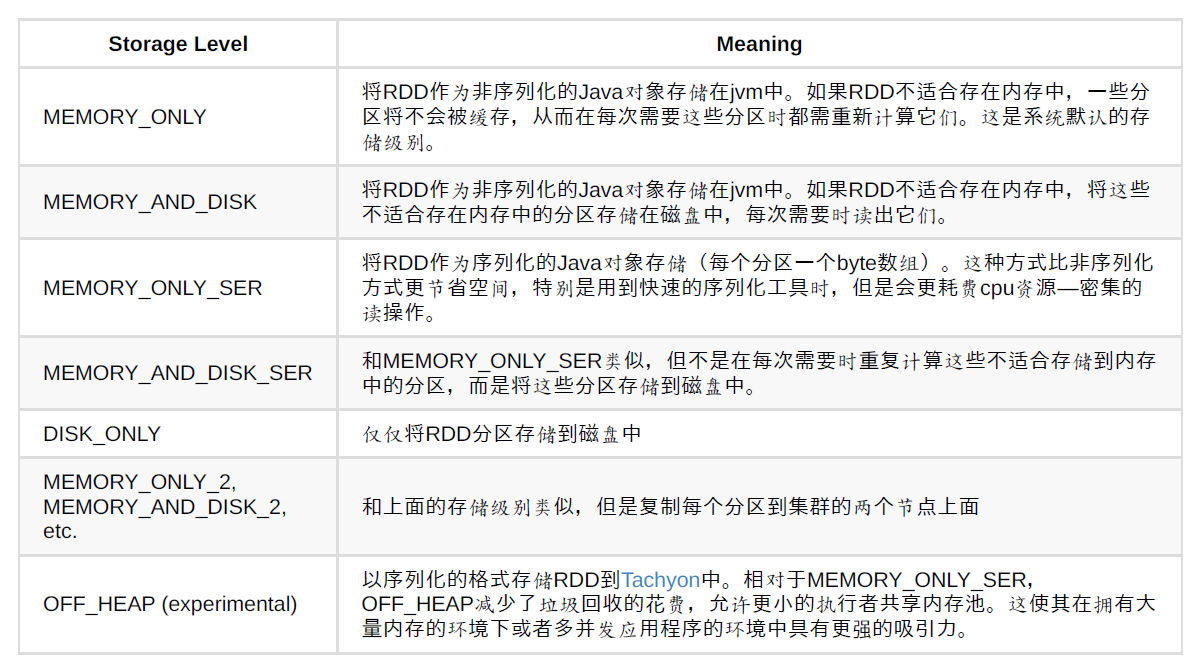 Storage Level
Meaning
MEMORY_ONLY
将RDD作为非序列化的Java对象存储在jvm中。如果RDD不适合存在内存中，一些分
区将不会被缓存，从而在每次需要这些分区时都需重新计算它们。这是系统默认的存
储级别。
MEMORY_AND_DISK
将RDD作为非序列化的Java对象存储在jvm中。如果RDD不适合存在内存中，将这些
不适合存在内存中的分区存储在磁盘中，每次需要时读出它们。
MEMORY_ONLY_SER
将RDD作为序列化的Java对象存储（每个分区一个byte数组）。这种方式比非序列化
方式更节省空间，特别是用到快速的序列化工具时，但是会更耗费cpu资源—密集的
读操作。
MEMORY_AND_DISK_SER
和MEMORY_ONLY_SER类似，但不是在每次需要时重复计算这些不适合存储到内存
中的分区，而是将这些分区存储到磁盘中。
DISK_ONLY
仅仅将RDD分区存储到磁盘中
MEMORY_ONLY_2,
MEMORY_AND_DISK_2,
etc.
和上面的存储级别类似，但是复制每个分区到集群的两个节点上面
OFF_HEAP (experimental)
以序列化的格式存储RDD到Tachyon中。相对于MEMORY_ONLY_SER，
OFF_HEAP减少了垃圾回收的花费，允许更小的执行者共享内存池。这使其在拥有大
量内存的环境下或者多并发应用程序的环境中具有更强的吸引力。